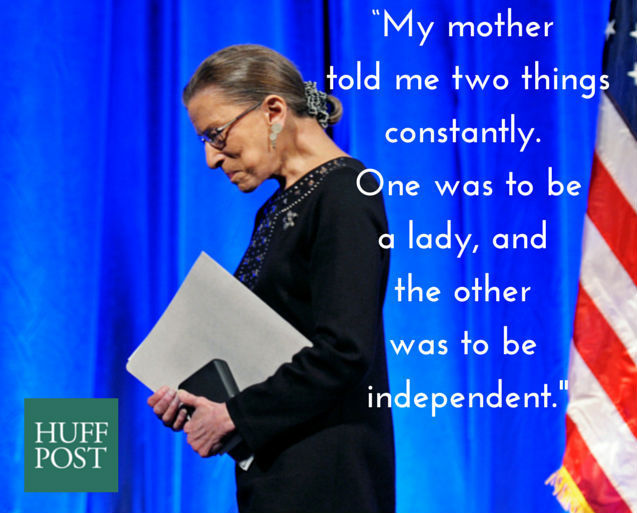 “My mother
told me two things
constantly.
One was to be
a lady, and
the other
was to be
independent."
HUFF
POST